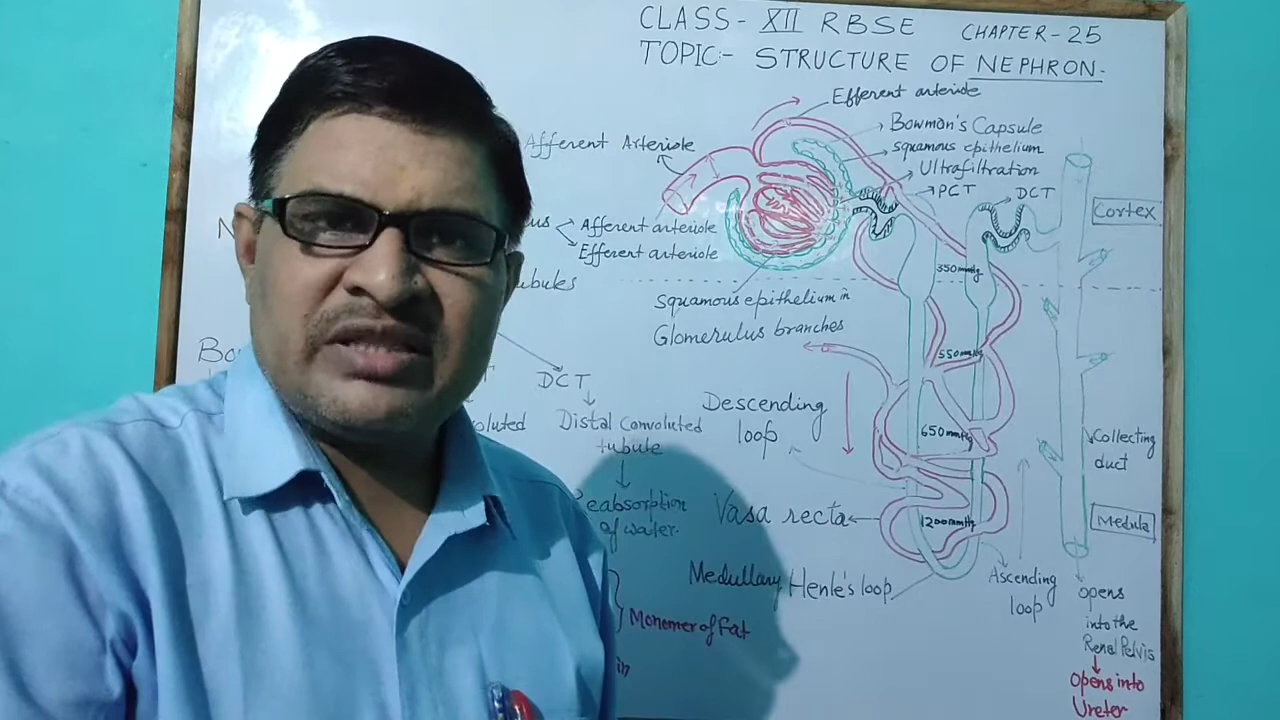 CLASS- XII RBSE CHAPTER-25
TOPIC:- STRUCTURE OF NEPHRON-
Efferent arteriole
Afferent Arteriole
Bowman's Capsule
squamous epithelium
Ultrafiltration
PCT
DCT
Cortex
Afferent arteriole
Efferent arteriole
350mmHg
squamous epithelium in
Glomerulus branches
550mmHg
DCT
Distal Convoluted
tubule
Descending
loop
650mmHg
Collecting
duct
Reabsorption
of water.
Vasa recta
1200mmHg
Medula
Medullary Henle's loop
Ascending
loop
opens
into the
Renal Pelvis
Opens into
Ureter
Monomer of Fat